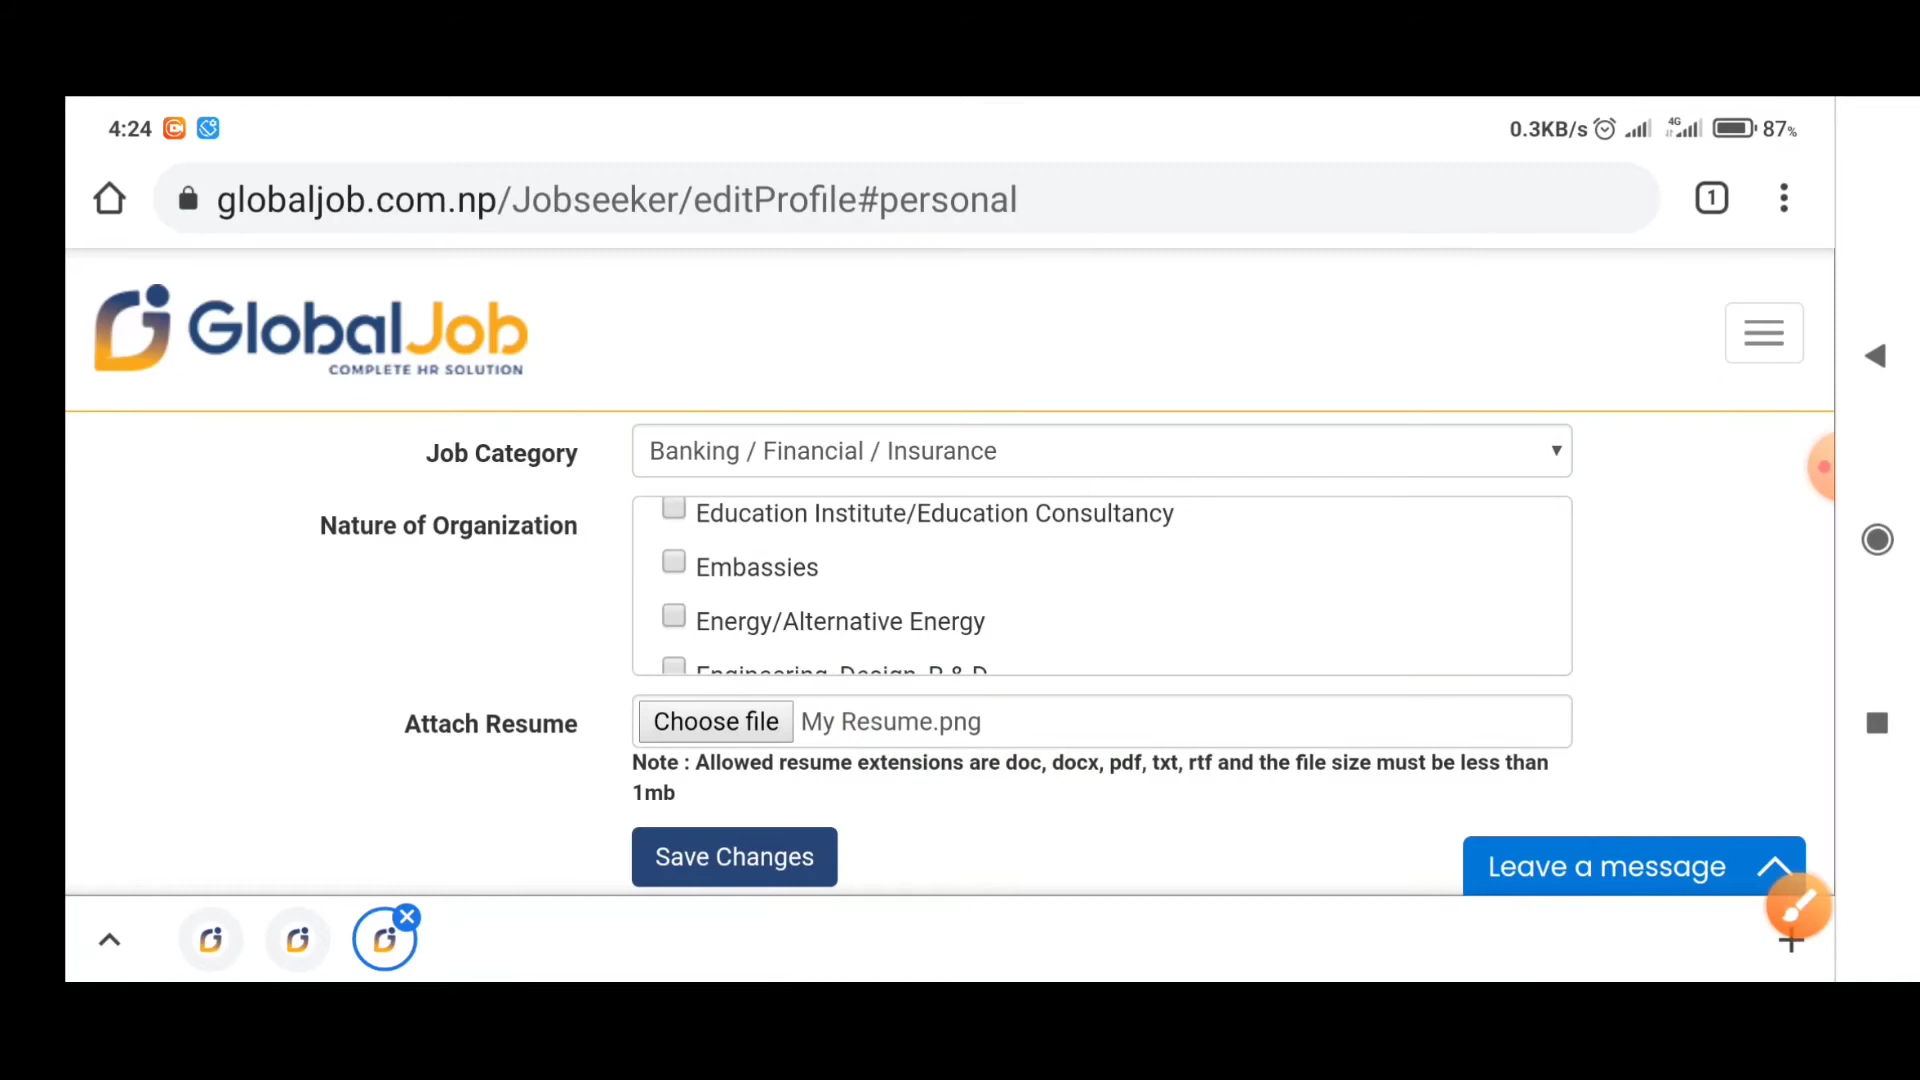 4:24
0.3KB/s 4G 87%
globaljob.com.np/Jobseeker/editProfile#personal
1
GlobalJob
COMPLETE HR SOLUTION
Job Category
Banking / Financial / Insurance
Nature of Organization
Education Institute/Education Consultancy
Embassies
Energy/Alternative Energy
Engineering, Design, R & D
Attach Resume
Choose file My Resume.png
Note : Allowed resume extensions are doc, docx, pdf, txt, rtf and the file size must be less than
1mb
Save Changes
Leave a message